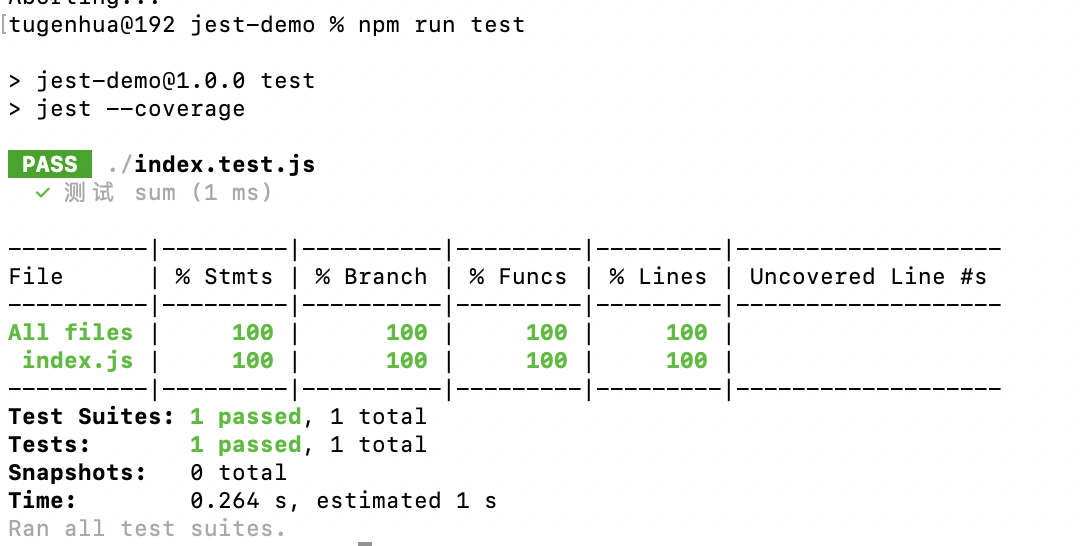 Aborting...
[tugenhua@192 jest-demo % npm run test
> jest-demo@1.0.0 test
> jest --coverage
PASS ./index.test.js
✓ 测试 sum (1 ms)
----------|---------|----------|---------|---------|-------------------
File | % Stmts | % Branch | % Funcs | % Lines | Uncovered Line #s
----------|---------|----------|---------|---------|-------------------
All files | 100 | 100 | 100 | 100 |
index.js | 100 | 100 | 100 | 100 |
----------|---------|----------|---------|---------|-------------------
Test Suites: 1 passed, 1 total
Tests: 1 passed, 1 total
Snapshots: 0 total
Time: 0.264 s, estimated 1 s
Ran all test suites.